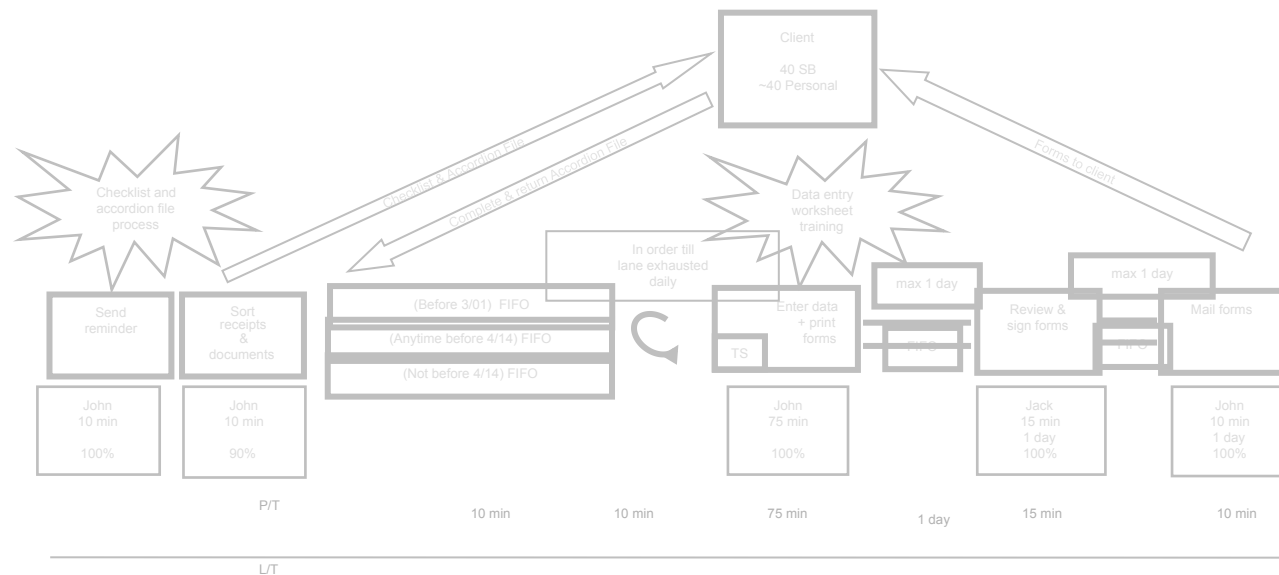 Client
40 SB
~40 Personal
Checklist and
accordion file
process
Checklist & Accordion File
Complete & return Accordion File
Data entry
worksheet
training
Forms to client
In order till
lane exhausted
daily
max 1 day
max 1 day
Send
reminder
Sort
receipts
&
documents
(Before 3/01) FIFO
(Anytime before 4/14) FIFO
(Not before 4/14) FIFO
Enter data
+ print
forms
TS
FIFO
Review &
sign forms
FIFO
Mail forms
John
10 min
100%
John
10 min
90%
John
75 min
100%
Jack
15 min
1 day
100%
John
10 min
1 day
100%
P/T
10 min
10 min
75 min
1 day
15 min
10 min
L/T